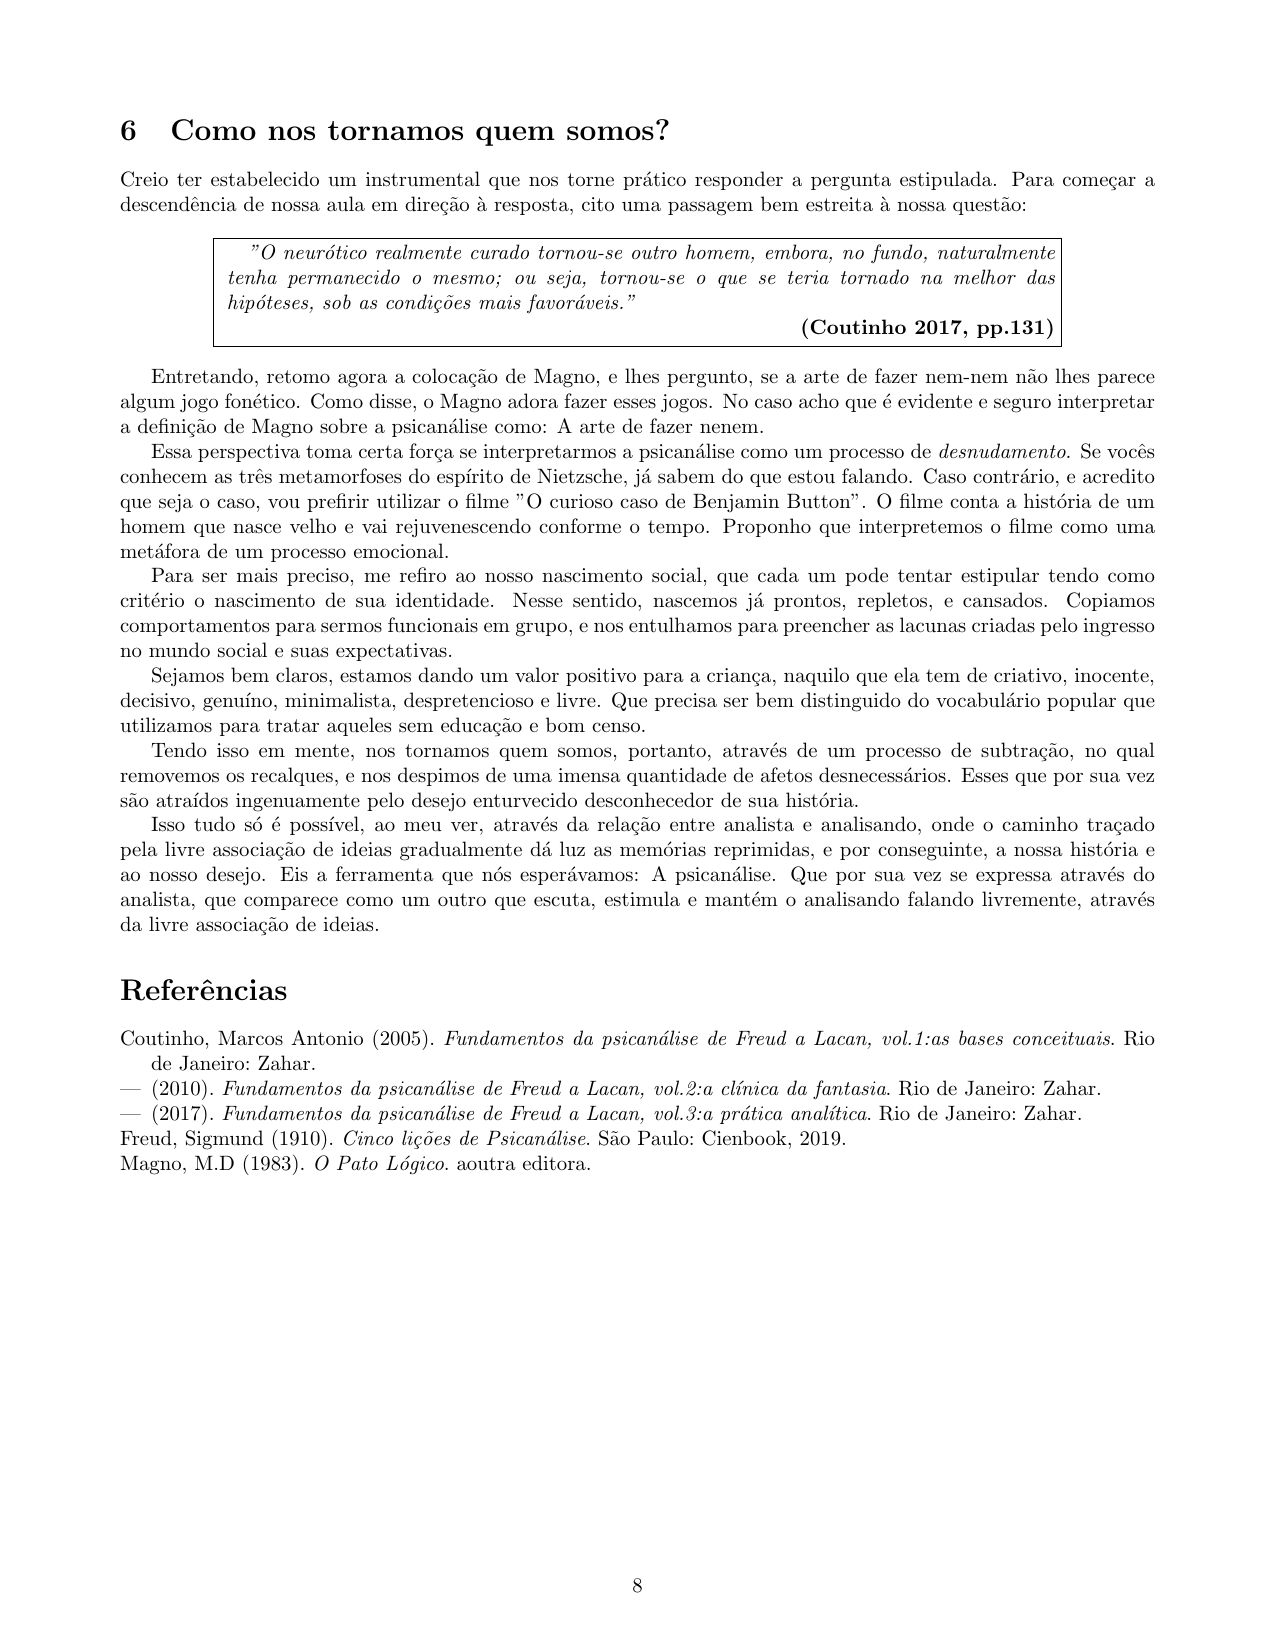 6 Como nos tornamos quem somos?
Creio ter estabelecido um instrumental que nos torne prático responder a pergunta estipulada. Para começar a
descendência de nossa aula em direção à resposta, cito uma passagem bem estreita à nossa questão:
”O neurótico realmente curado tornou-se outro homem, embora, no fundo, naturalmente
tenha permanecido o mesmo; ou seja, tornou-se o que se teria tornado na melhor das
hipóteses, sob as condições mais favoráveis.”
(Coutinho 2017, pp.131)
Entretando, retomo agora a colocação de Magno, e lhes pergunto, se a arte de fazer nem-nem não lhes parece
algum jogo fonético. Como disse, o Magno adora fazer esses jogos. No caso acho que é evidente e seguro interpretar
a definição de Magno sobre a psicanálise como: A arte de fazer nenem.
Essa perspectiva toma certa força se interpretarmos a psicanálise como um processo de desnudamento. Se vocês
conhecem as três metamorfoses do espírito de Nietzsche, já sabem do que estou falando. Caso contrário, e acredito
que seja o caso, vou prefirir utilizar o filme ”O curioso caso de Benjamin Button”. O filme conta a história de um
homem que nasce velho e vai rejuvenescendo conforme o tempo. Proponho que interpretemos o filme como uma
metáfora de um processo emocional.
Para ser mais preciso, me refiro ao nosso nascimento social, que cada um pode tentar estipular tendo como
critério o nascimento de sua identidade. Nesse sentido, nascemos já prontos, repletos, e cansados. Copiamos
comportamentos para sermos funcionais em grupo, e nos entulhamos para preencher as lacunas criadas pelo ingresso
no mundo social e suas expectativas.
Sejamos bem claros, estamos dando um valor positivo para a criança, naquilo que ela tem de criativo, inocente,
decisivo, genuíno, minimalista, despretencioso e livre. Que precisa ser bem distinguido do vocabulário popular que
utilizamos para tratar aqueles sem educação e bom censo.
Tendo isso em mente, nos tornamos quem somos, portanto, através de um processo de subtração, no qual
removemos os recalques, e nos despimos de uma imensa quantidade de afetos desnecessários. Esses que por sua vez
são atraídos ingenuamente pelo desejo enturvecido desconhecedor de sua história.
Isso tudo só é possível, ao meu ver, através da relação entre analista e analisando, onde o caminho traçado
pela livre associação de ideias gradualmente dá luz as memórias reprimidas, e por conseguinte, a nossa história e
ao nosso desejo. Eis a ferramenta que nós esperávamos: A psicanálise. Que por sua vez se expressa através do
analista, que comparece como um outro que escuta, estimula e mantém o analisando falando livremente, através
da livre associação de ideias.
Referências
Coutinho, Marcos Antonio (2005). Fundamentos da psicanálise de Freud a Lacan, vol.1:as bases conceituais. Rio
de Janeiro: Zahar.
— (2010). Fundamentos da psicanálise de Freud a Lacan, vol.2:a clínica da fantasia. Rio de Janeiro: Zahar.
— (2017). Fundamentos da psicanálise de Freud a Lacan, vol.3:a prática analítica. Rio de Janeiro: Zahar.
Freud, Sigmund (1910). Cinco lições de Psicanálise. São Paulo: Cienbook, 2019.
Magno, M.D (1983). O Pato Lógico. aoutra editora.
8